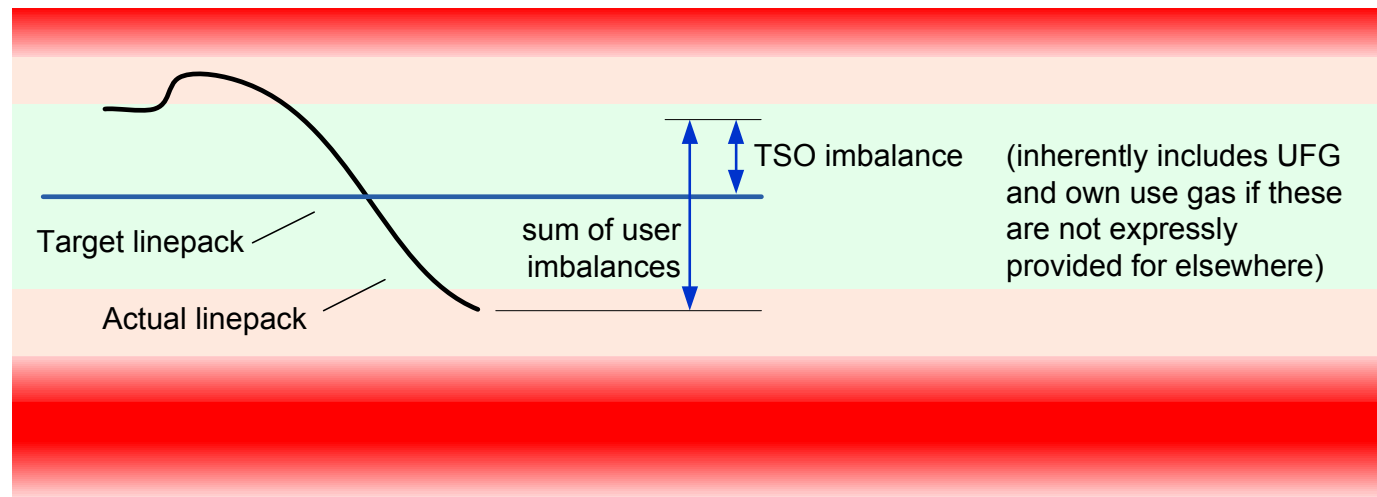 TSO imbalance
(inherently includes UFG
and own use gas if these
are not expressly
provided for elsewhere)
Target linepack
sum of user
imbalances
Actual linepack